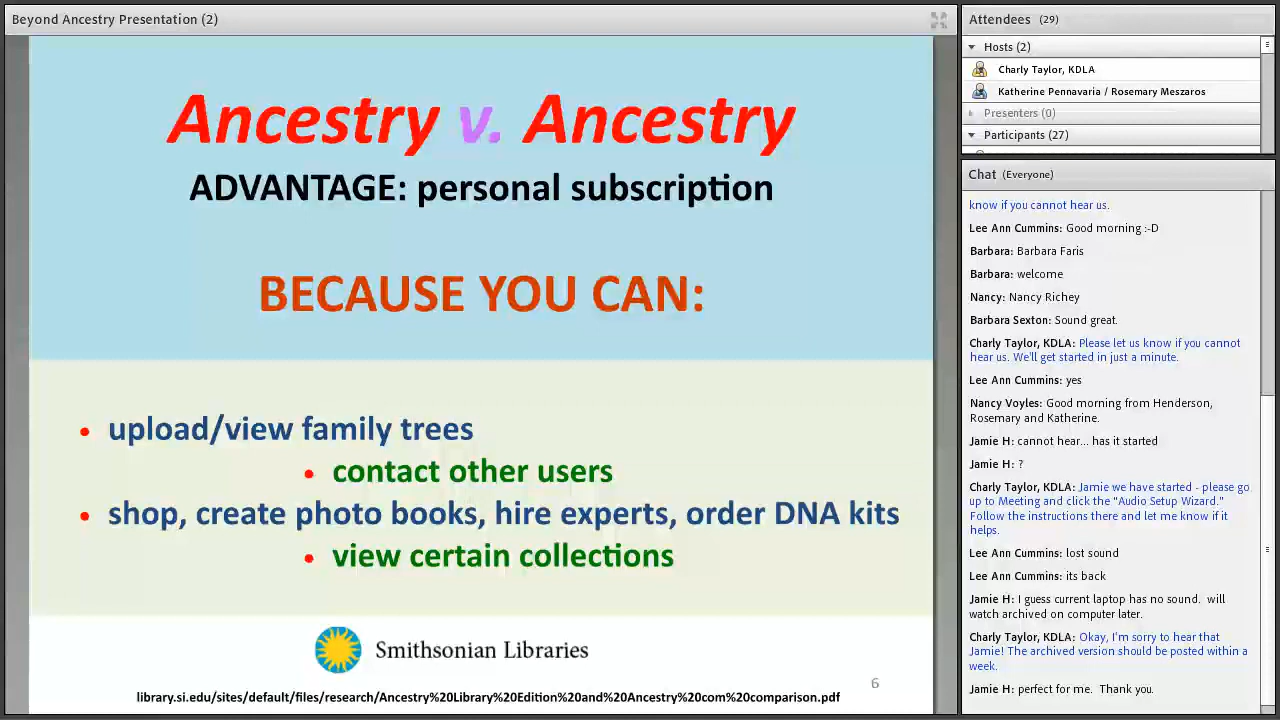 Beyond Ancestry Presentation (2)
Ancestry v. Ancestry
ADVANTAGE: personal subscription
BECAUSE YOU CAN:
• upload/view family trees
• contact other users
• shop, create photo books, hire experts, order DNA kits
• view certain collections
Smithsonian Libraries
6
library.si.edu/sites/default/files/research/Ancestry%20Library%20Edition%20and%20Ancestry%20com%20comparison.pdf
Attendees (29)
Hosts (2)
Charly Taylor, KDLA
Katherine Pennavaria / Rosemary Meszaros
Presenters (0)
Participants (27)
Chat (Everyone)
know if you cannot hear us.
Lee Ann Cummins: Good morning :-D
Barbara: Barbara Faris
Barbara: welcome
Nancy: Nancy Richey
Barbara Sexton: Sound great.
Charly Taylor, KDLA: Please let us know if you cannot
hear us. We'll get started in just a minute.
Lee Ann Cummins: yes
Nancy Voyles: Good morning from Henderson,
Rosemary and Katherine.
Jamie H: cannot hear... has it started
Jamie H: ?
Charly Taylor, KDLA: Jamie we have started - please go
up to Meeting and click the "Audio Setup Wizard."
Follow the instructions there and let me know if it
helps.
Lee Ann Cummins: lost sound
Lee Ann Cummins: its back
Jamie H: I guess current laptop has no sound.  will
watch archived on computer later.
Charly Taylor, KDLA: Okay, I'm sorry to hear that
Jamie! The archived version should be posted within a
week.
Jamie H: perfect for me.  Thank you.